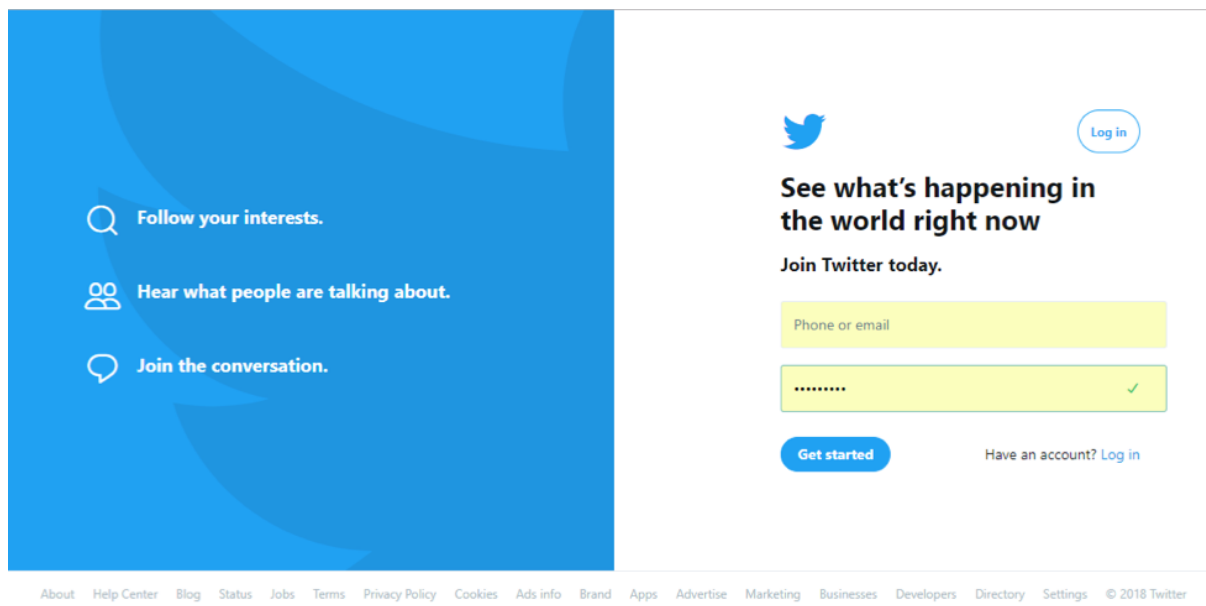 Follow your interests.
Hear what people are talking about.
Join the conversation.
Log in
See what’s happening in
the world right now
Join Twitter today.
Phone or email
•••••••••
Get started
Have an account? Log in
About Help Center Blog Status Jobs Terms Privacy Policy Cookies Ads info Brand Apps Advertise Marketing Businesses Developers Directory Settings © 2018 Twitter